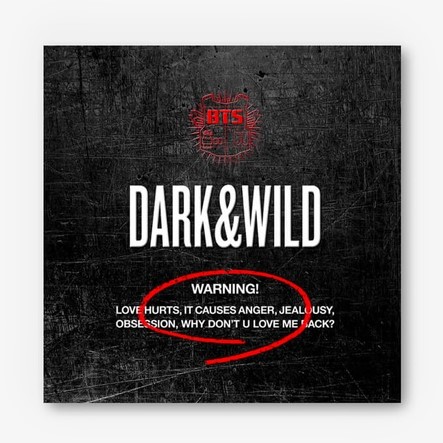 BTS
DARK&WILD
WARNING!
LOVE HURTS, IT CAUSES ANGER, JEALOUSY,
OBSESSION, WHY DON'T U LOVE ME BACK?